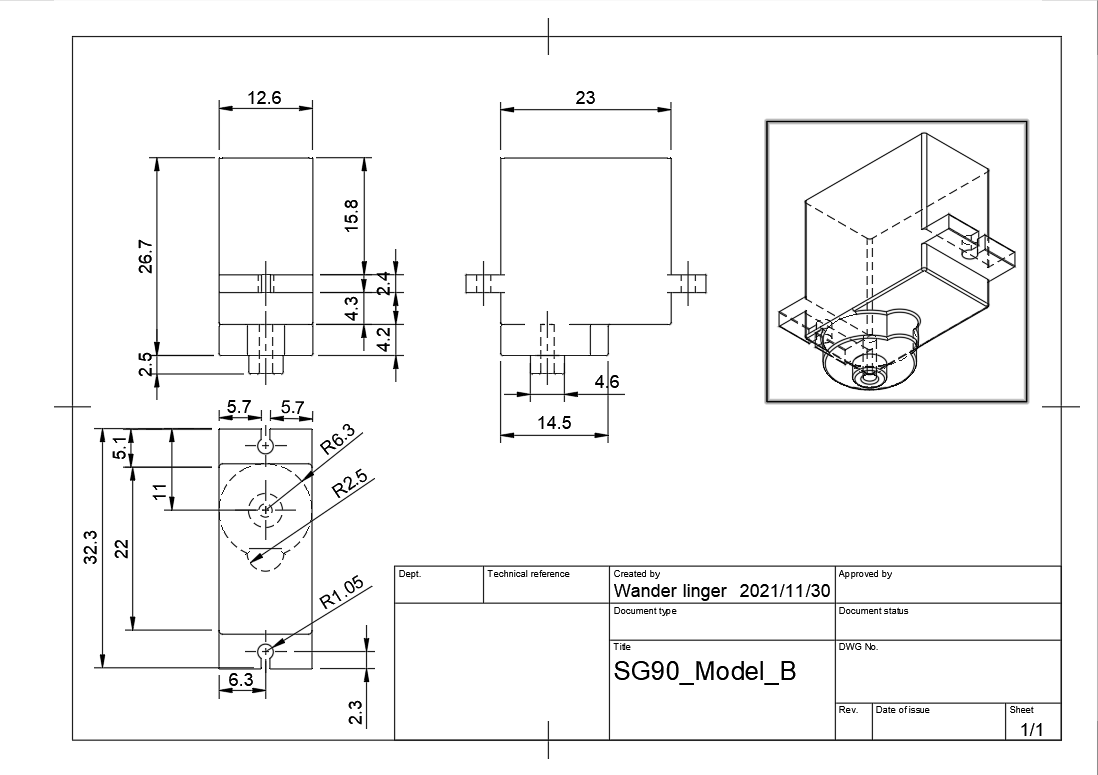 12.6
23
15.8
26.7
2.4
4.3
4.2
2.5
4.6
14.5
5.7 5.7
R6.3
5.1
R2.5
11
32.3
22
R1.05
6.3
2.3
Dept.
Technical reference
Created by
Approved by
Wander linger 2021/11/30
Document type
Document status
Title
DWG No.
SG90_Model_B
Rev.
Date of issue
Sheet
1/1